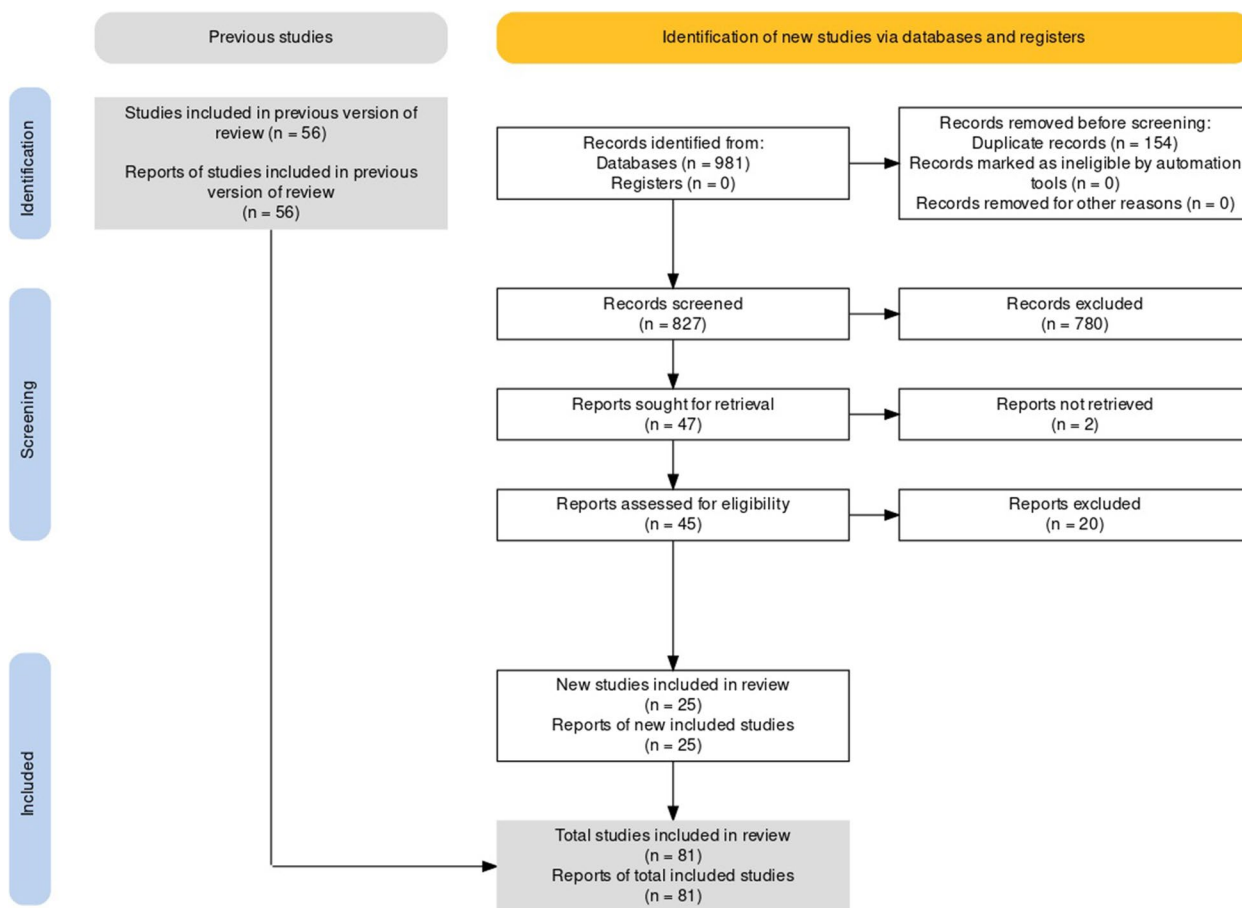 Previous studies
Identification of new studies via databases and registers
Identification
Studies included in previous version of
review (n = 56)
Reports of studies included in previous
version of review
(n = 56)
Records identified from:
Databases (n = 981)
Registers (n = 0)
Records removed before screening:
Duplicate records (n = 154)
Records marked as ineligible by automation
tools (n = 0)
Records removed for other reasons (n = 0)
Screening
Records screened
(n = 827)
Records excluded
(n = 780)
Reports sought for retrieval
(n = 47)
Reports not retrieved
(n = 2)
Reports assessed for eligibility
(n = 45)
Reports excluded
(n = 20)
Included
New studies included in review
(n = 25)
Reports of new included studies
(n = 25)
Total studies included in review
(n = 81)
Reports of total included studies
(n = 81)